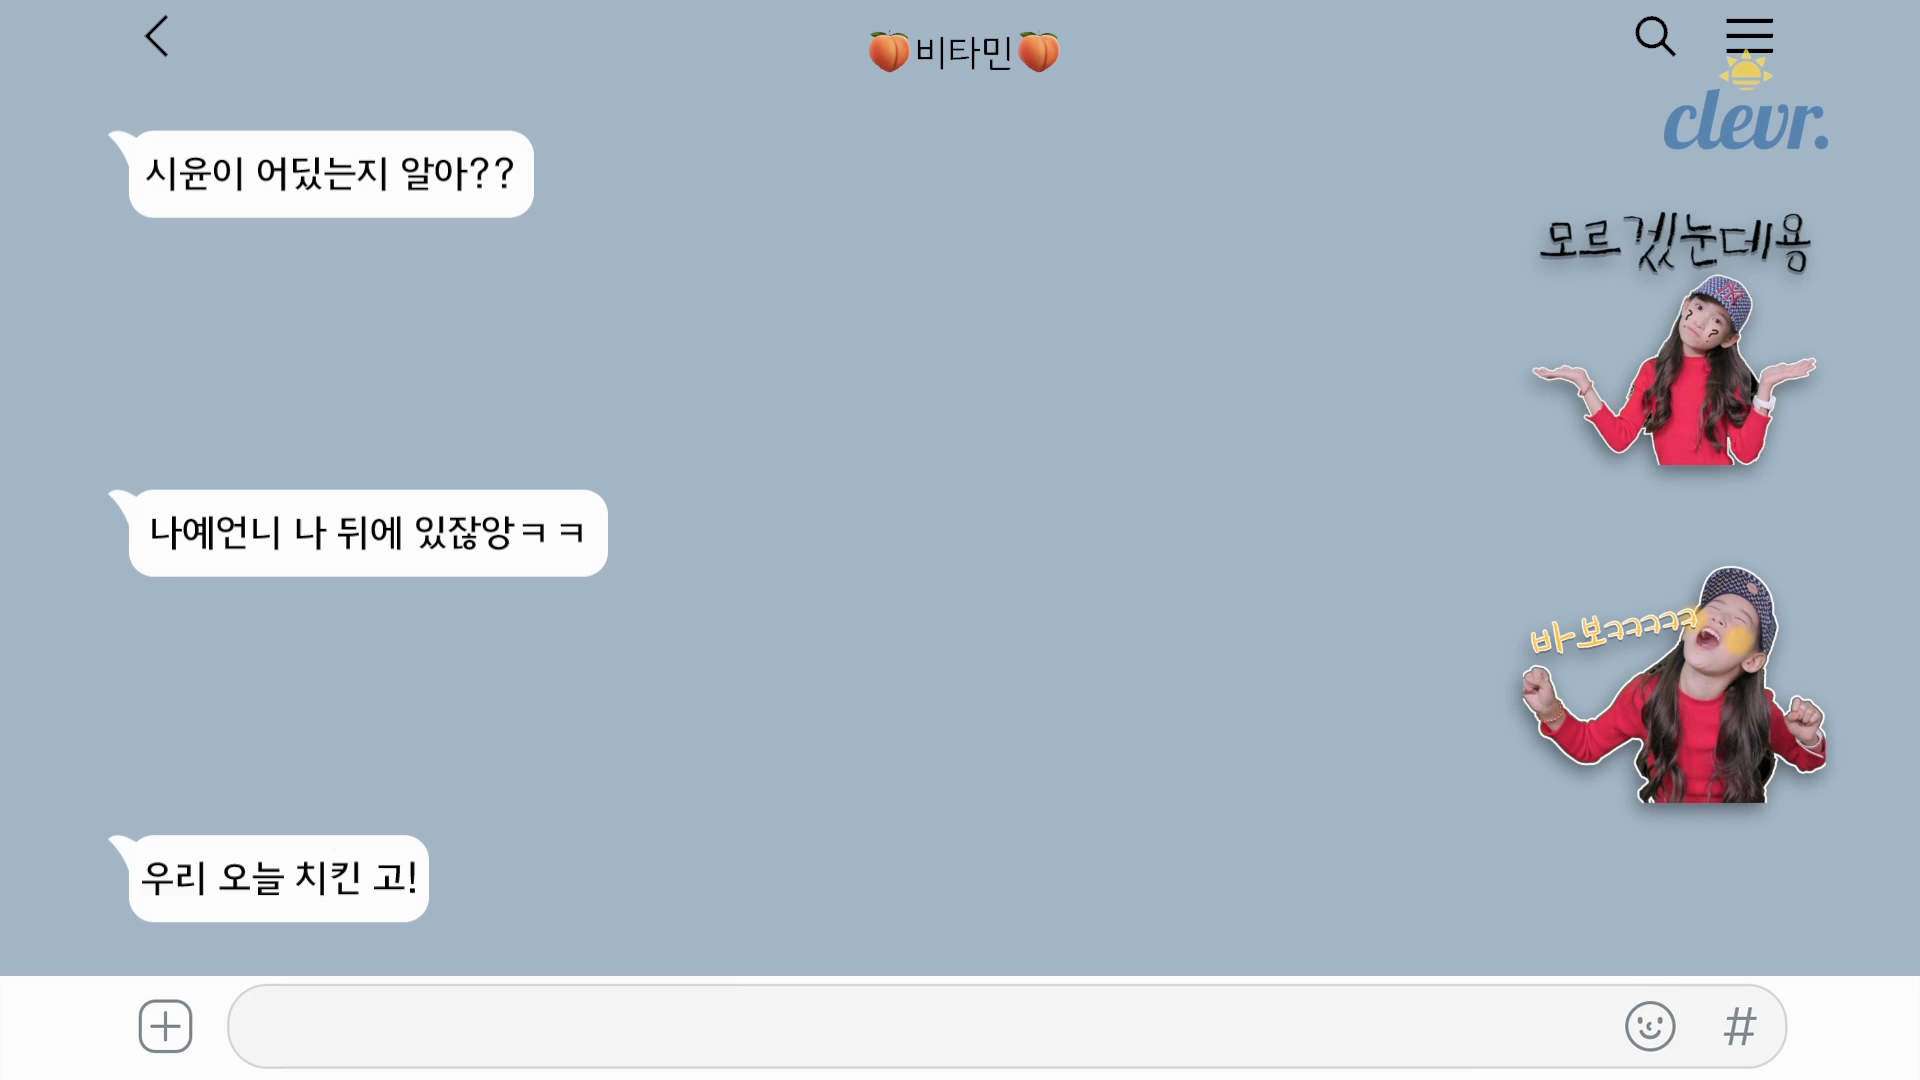 🍑비타민🍑
clevr.
시윤이 어딨는지 알아??
모르겠눈데용
? ?
나예언니 나 뒤에 있잖앙ㅋㅋ
바-보ㅋㅋㅋㅋㅋ
우리 오늘 치킨 고!
#